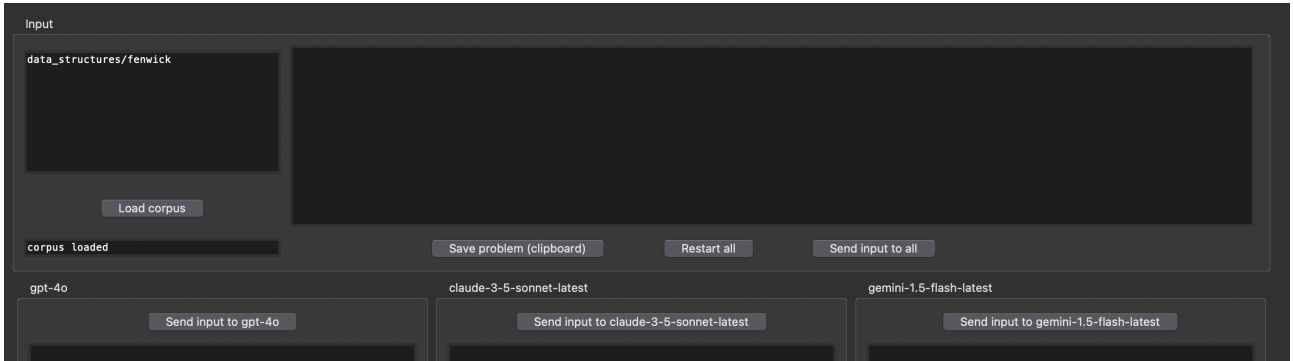 Input
data_structures/fenwick
Load corpus
corpus loaded
Save problem (clipboard)
Restart all
Send input to all
gpt-4o
claude-3-5-sonnet-latest
gemini-1.5-flash-latest
Send input to gpt-4o
Send input to claude-3-5-sonnet-latest
Send input to gemini-1.5-flash-latest